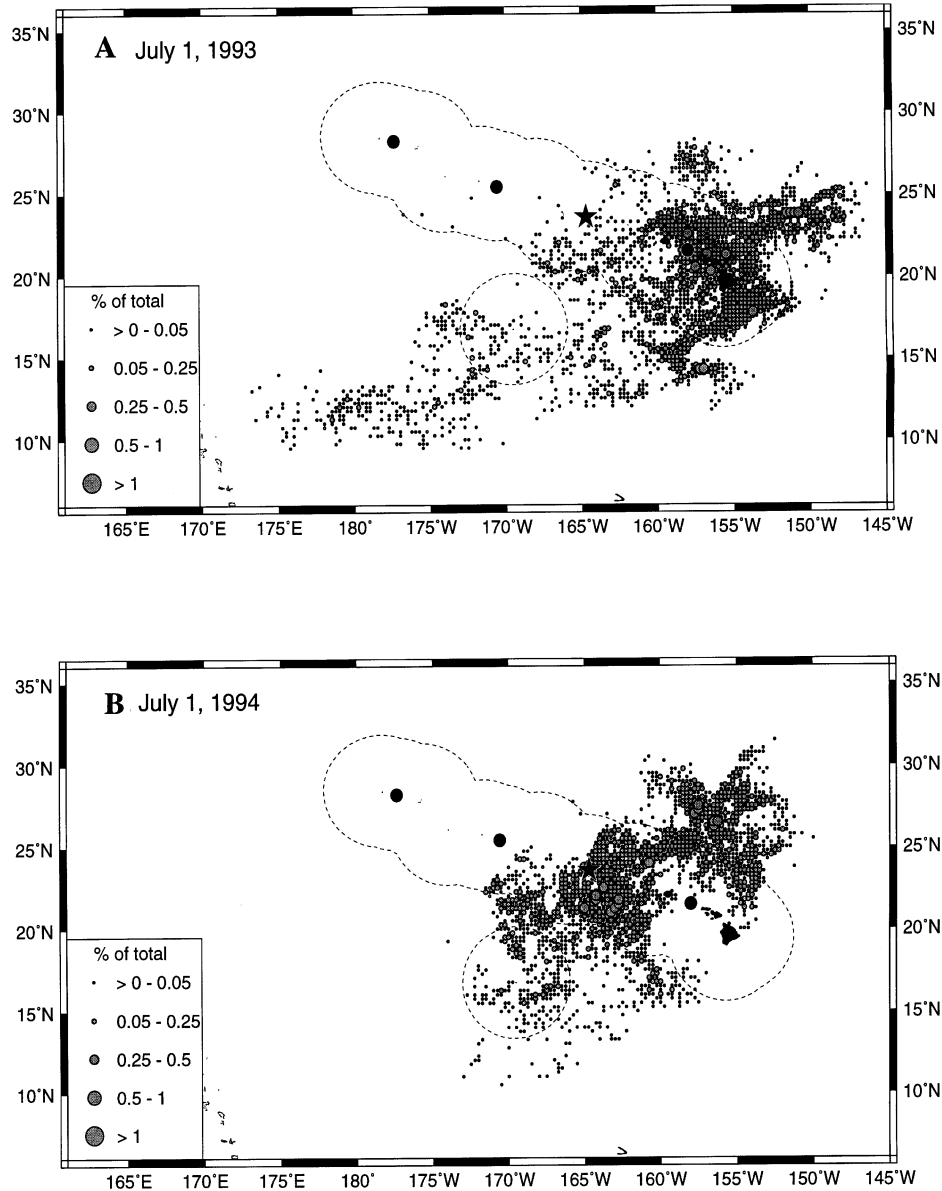 A July 1, 1993
35°N 35°N
30°N 30°N
25°N 25°N
20°N 20°N
15°N 15°N
10°N 10°N
% of total
> 0 - 0.05
0.05 - 0.25
0.25 - 0.5
0.5 - 1
> 1
165°E 170°E 175°E 180° 175°W 170°W 165°W 160°W 155°W 150°W 145°W
B July 1, 1994
35°N 35°N
30°N 30°N
25°N 25°N
20°N 20°N
15°N 15°N
10°N 10°N
% of total
> 0 - 0.05
0.05 - 0.25
0.25 - 0.5
0.5 - 1
> 1
165°E 170°E 175°E 180° 175°W 170°W 165°W 160°W 155°W 150°W 145°W